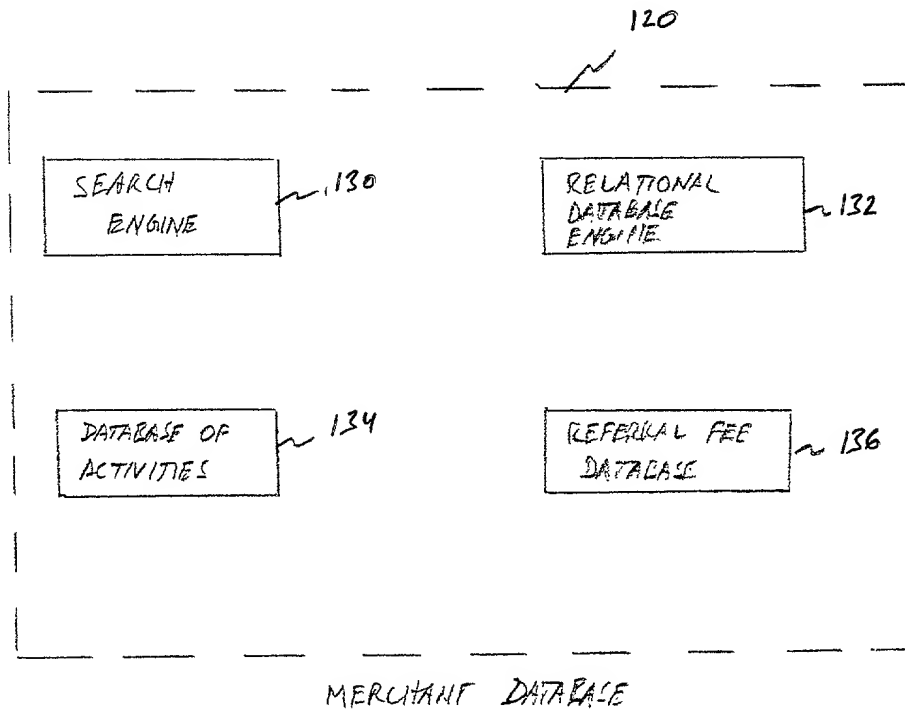 120
SEARCH
ENGINE
130
RELATIONAL
DATABASE
ENGINE
132
DATABASE OF
ACTIVITIES
134
REFERRAL FEE
DATABASE
136
MERCHANT DATABASE